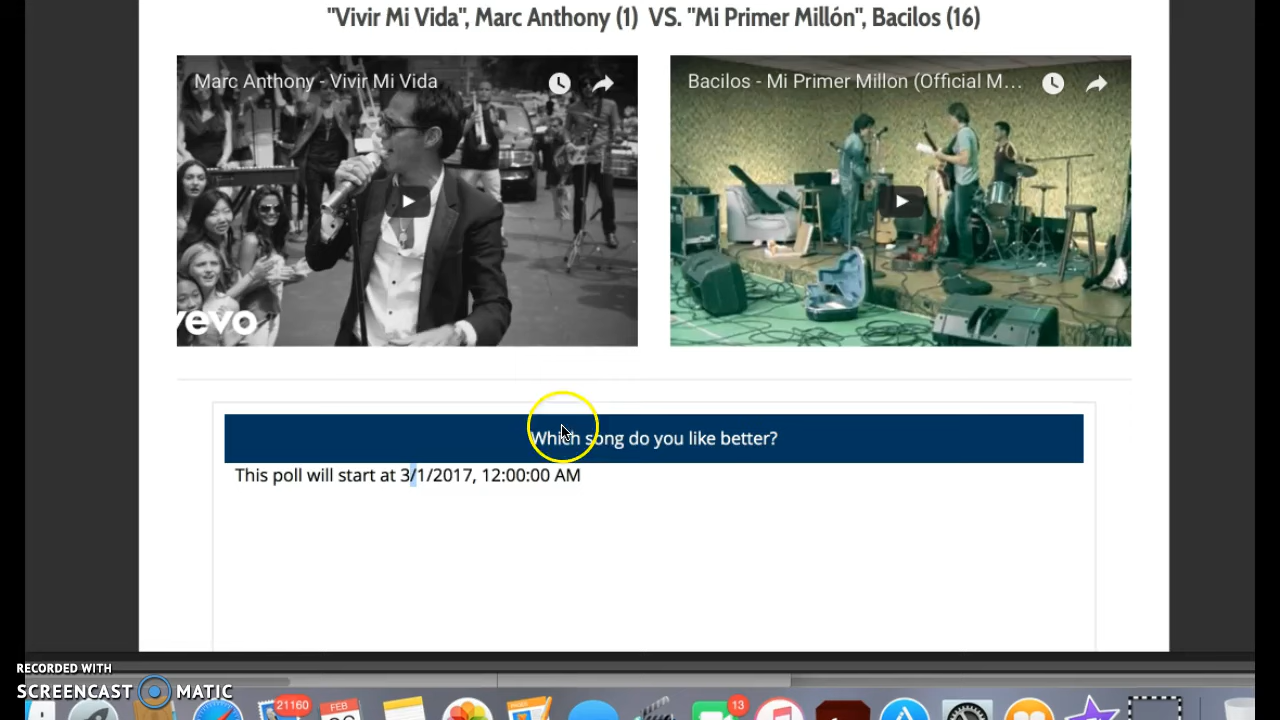 "Vivir Mi Vida", Marc Anthony (1) VS. "Mi Primer Millón", Bacilos (16)
Marc Anthony - Vivir Mi Vida
Bacilos - Mi Primer Millon (Official M...
vevo
Which song do you like better?
This poll will start at 3/1/2017, 12:00:00 AM
RECORDED WITH
SCREENCAST MATIC
21160
FEB
13